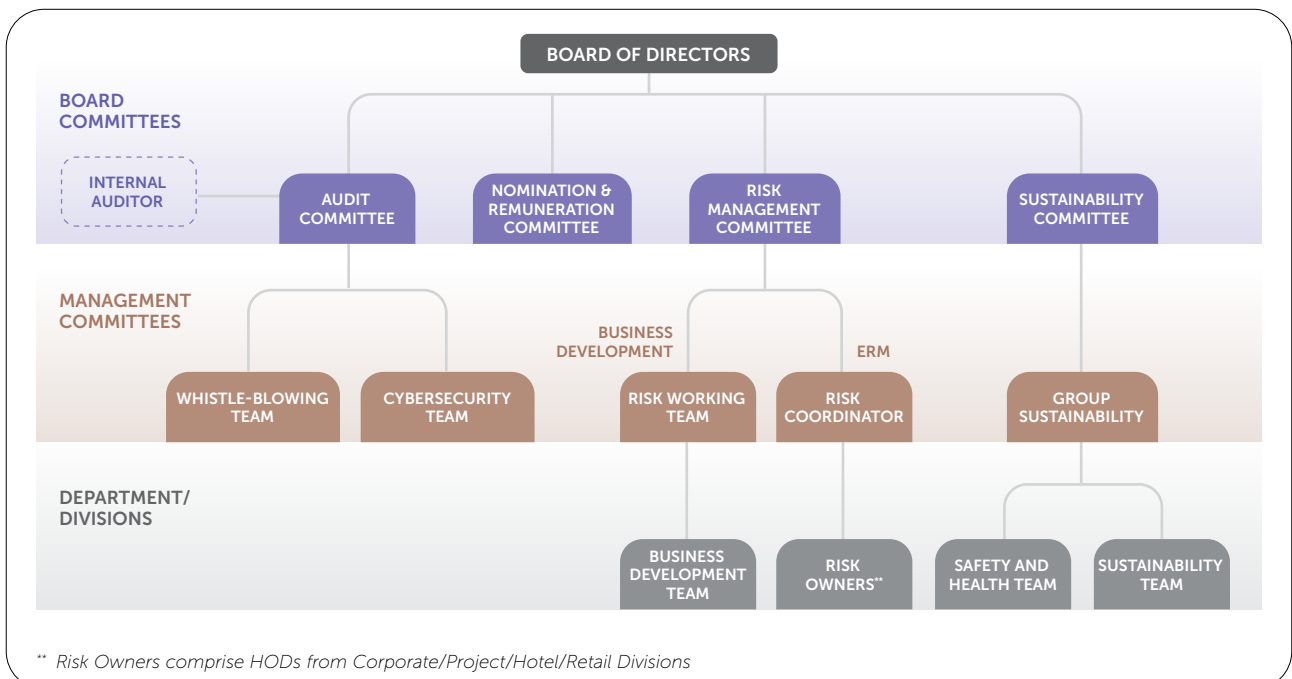 BOARD OF DIRECTORS
BOARD
COMMITTEES
INTERNAL
AUDITOR
AUDIT
COMMITTEE
NOMINATION &
REMUNERATION
COMMITTEE
RISK
MANAGEMENT
COMMITTEE
SUSTAINABILITY
COMMITTEE
MANAGEMENT
COMMITTEES
BUSINESS
DEVELOPMENT
ERM
WHISTLE-BLOWING
TEAM
CYBERSECURITY
TEAM
RISK WORKING
TEAM
RISK
COORDINATOR
GROUP
SUSTAINABILITY
DEPARTMENT/
DIVISIONS
BUSINESS
DEVELOPMENT
TEAM
RISK
OWNERS**
SAFETY AND
HEALTH TEAM
SUSTAINABILITY
TEAM
** Risk Owners comprise HODs from Corporate/Project/Hotel/Retail Divisions